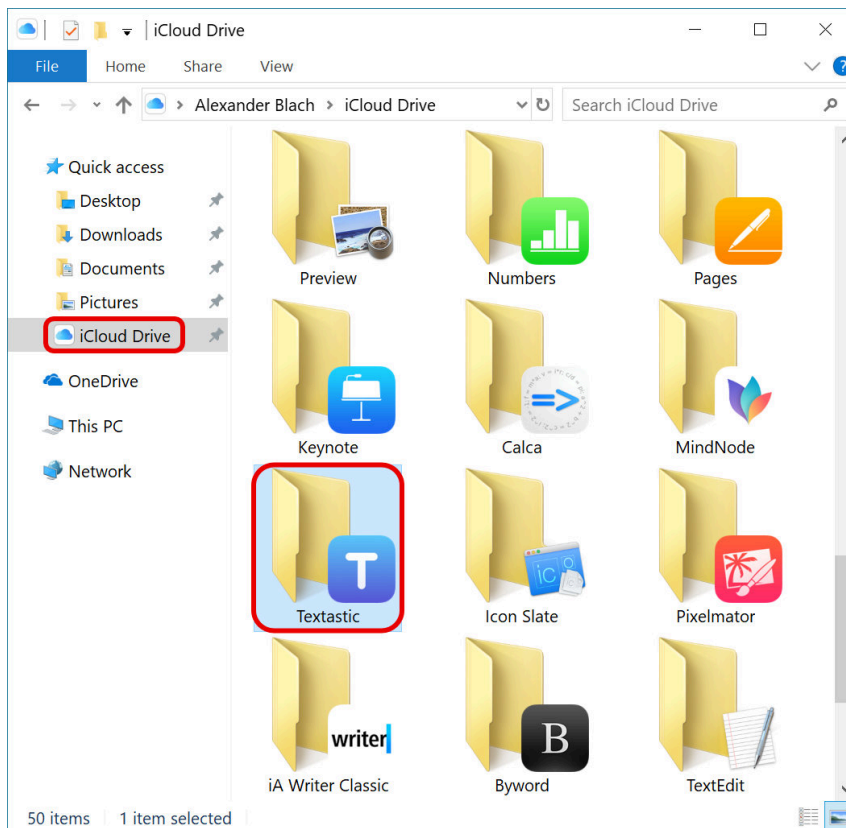 iCloud Drive
File Home Share View
Alexander Blach iCloud Drive Search iCloud Drive
Quick access
Desktop
Downloads
Documents
Pictures
iCloud Drive
OneDrive
This PC
Network
Preview Numbers Pages
Keynote Calca MindNode
T
ico
Textastic Icon Slate Pixelmator
writer B
iA Writer Classic Byword TextEdit
50 items 1 item selected